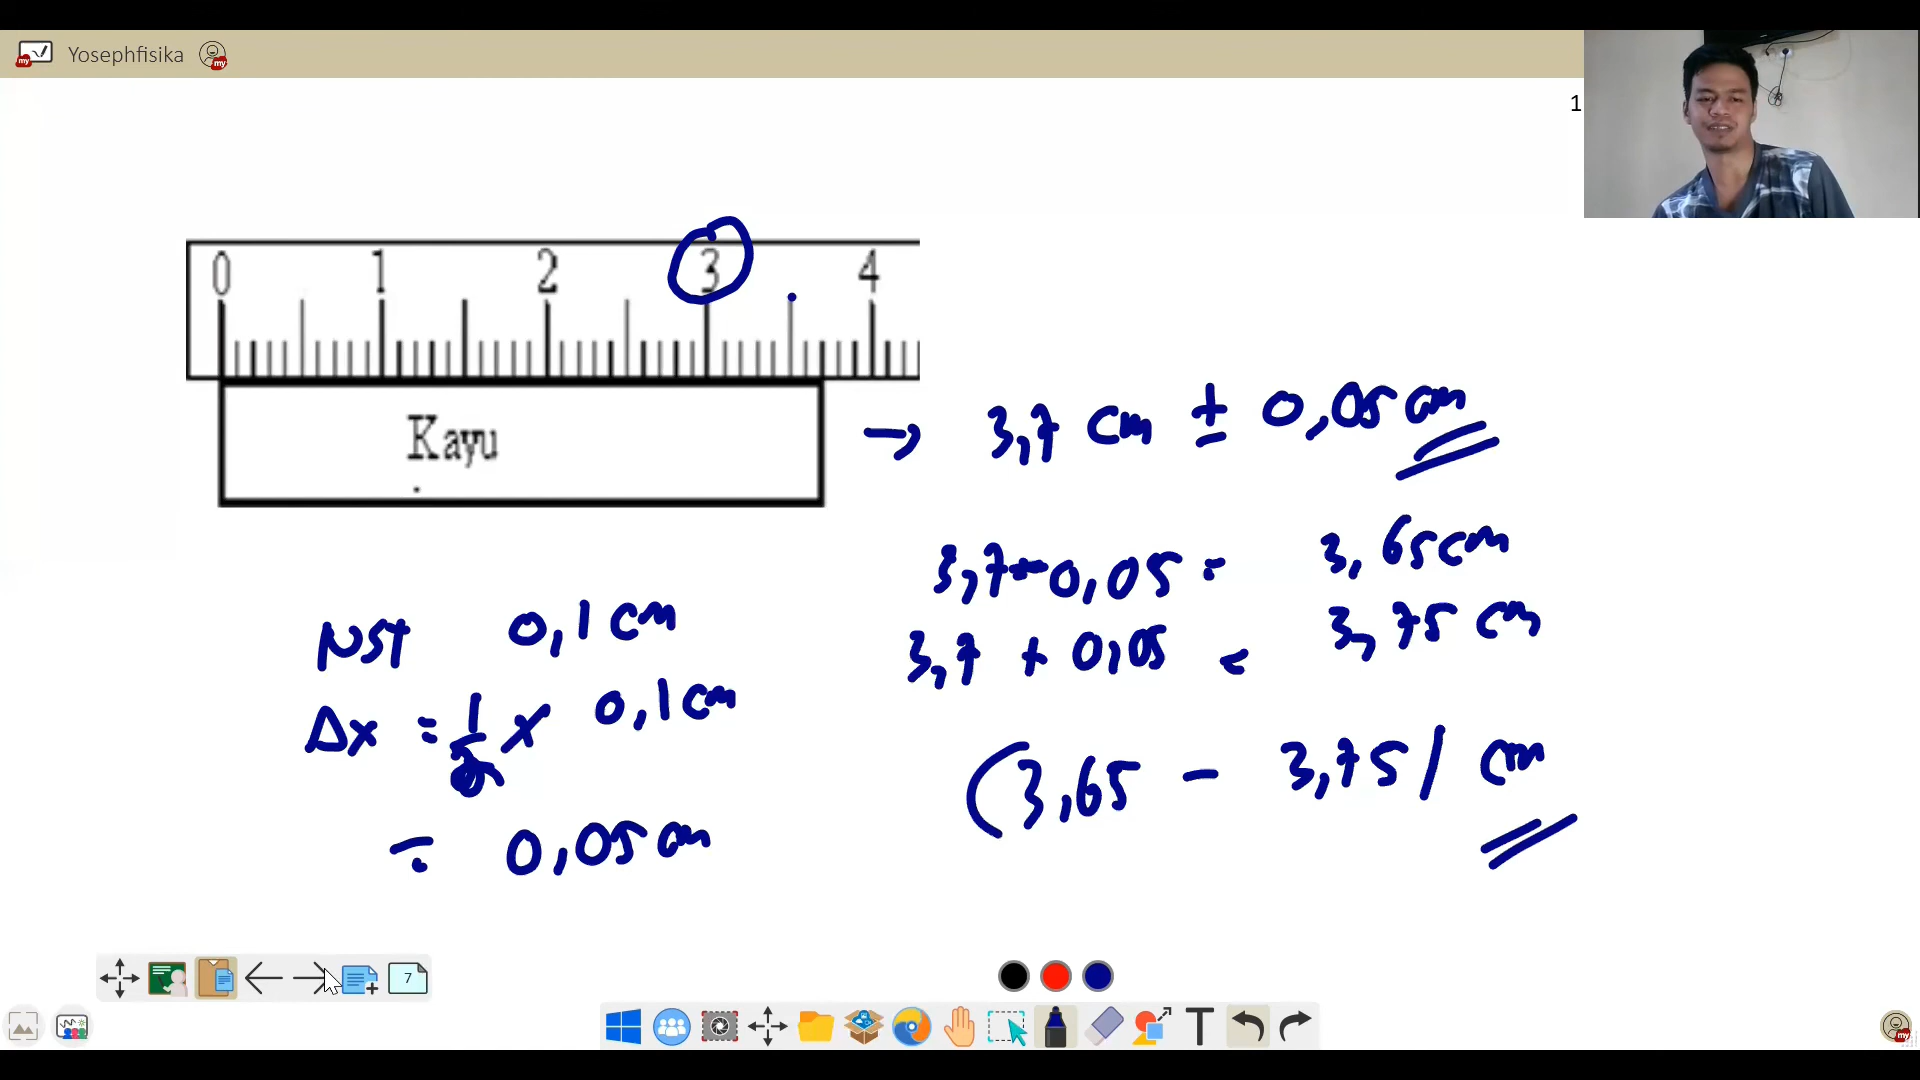 Yosephfisika
1
0 1 2 3 4
Kayu
→ 3,7 cm ± 0,05 cm
3,7 - 0,05 = 3,65 cm
3,7 + 0,05 = 3,75 cm
(3,65 - 3,75) cm
NST 0,1 cm
Δx = 1/2 x 0,1 cm
= 0,05 cm
7
T